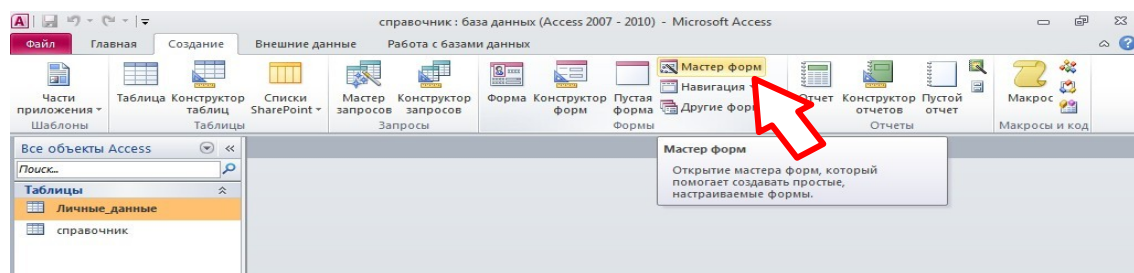 справочник : база данных (Access 2007 - 2010) - Microsoft Access
Файл Главная Создание Внешние данные Работа с базами данных
Части приложения
Таблица
Конструктор таблиц
Списки SharePoint
Мастер запросов
Конструктор запросов
Форма
Конструктор форм
Пустая форма
Мастер форм
Навигация
Другие фор
Отчет
Конструктор отчетов
Пустой отчет
Макрос
Шаблоны Таблицы Запросы Формы Отчеты Макросы и код
Все объекты Access
Поиск...
Таблицы
Личные_данные
справочник
Мастер форм
Открытие мастера форм, который
помогает создавать простые,
настраиваемые формы.